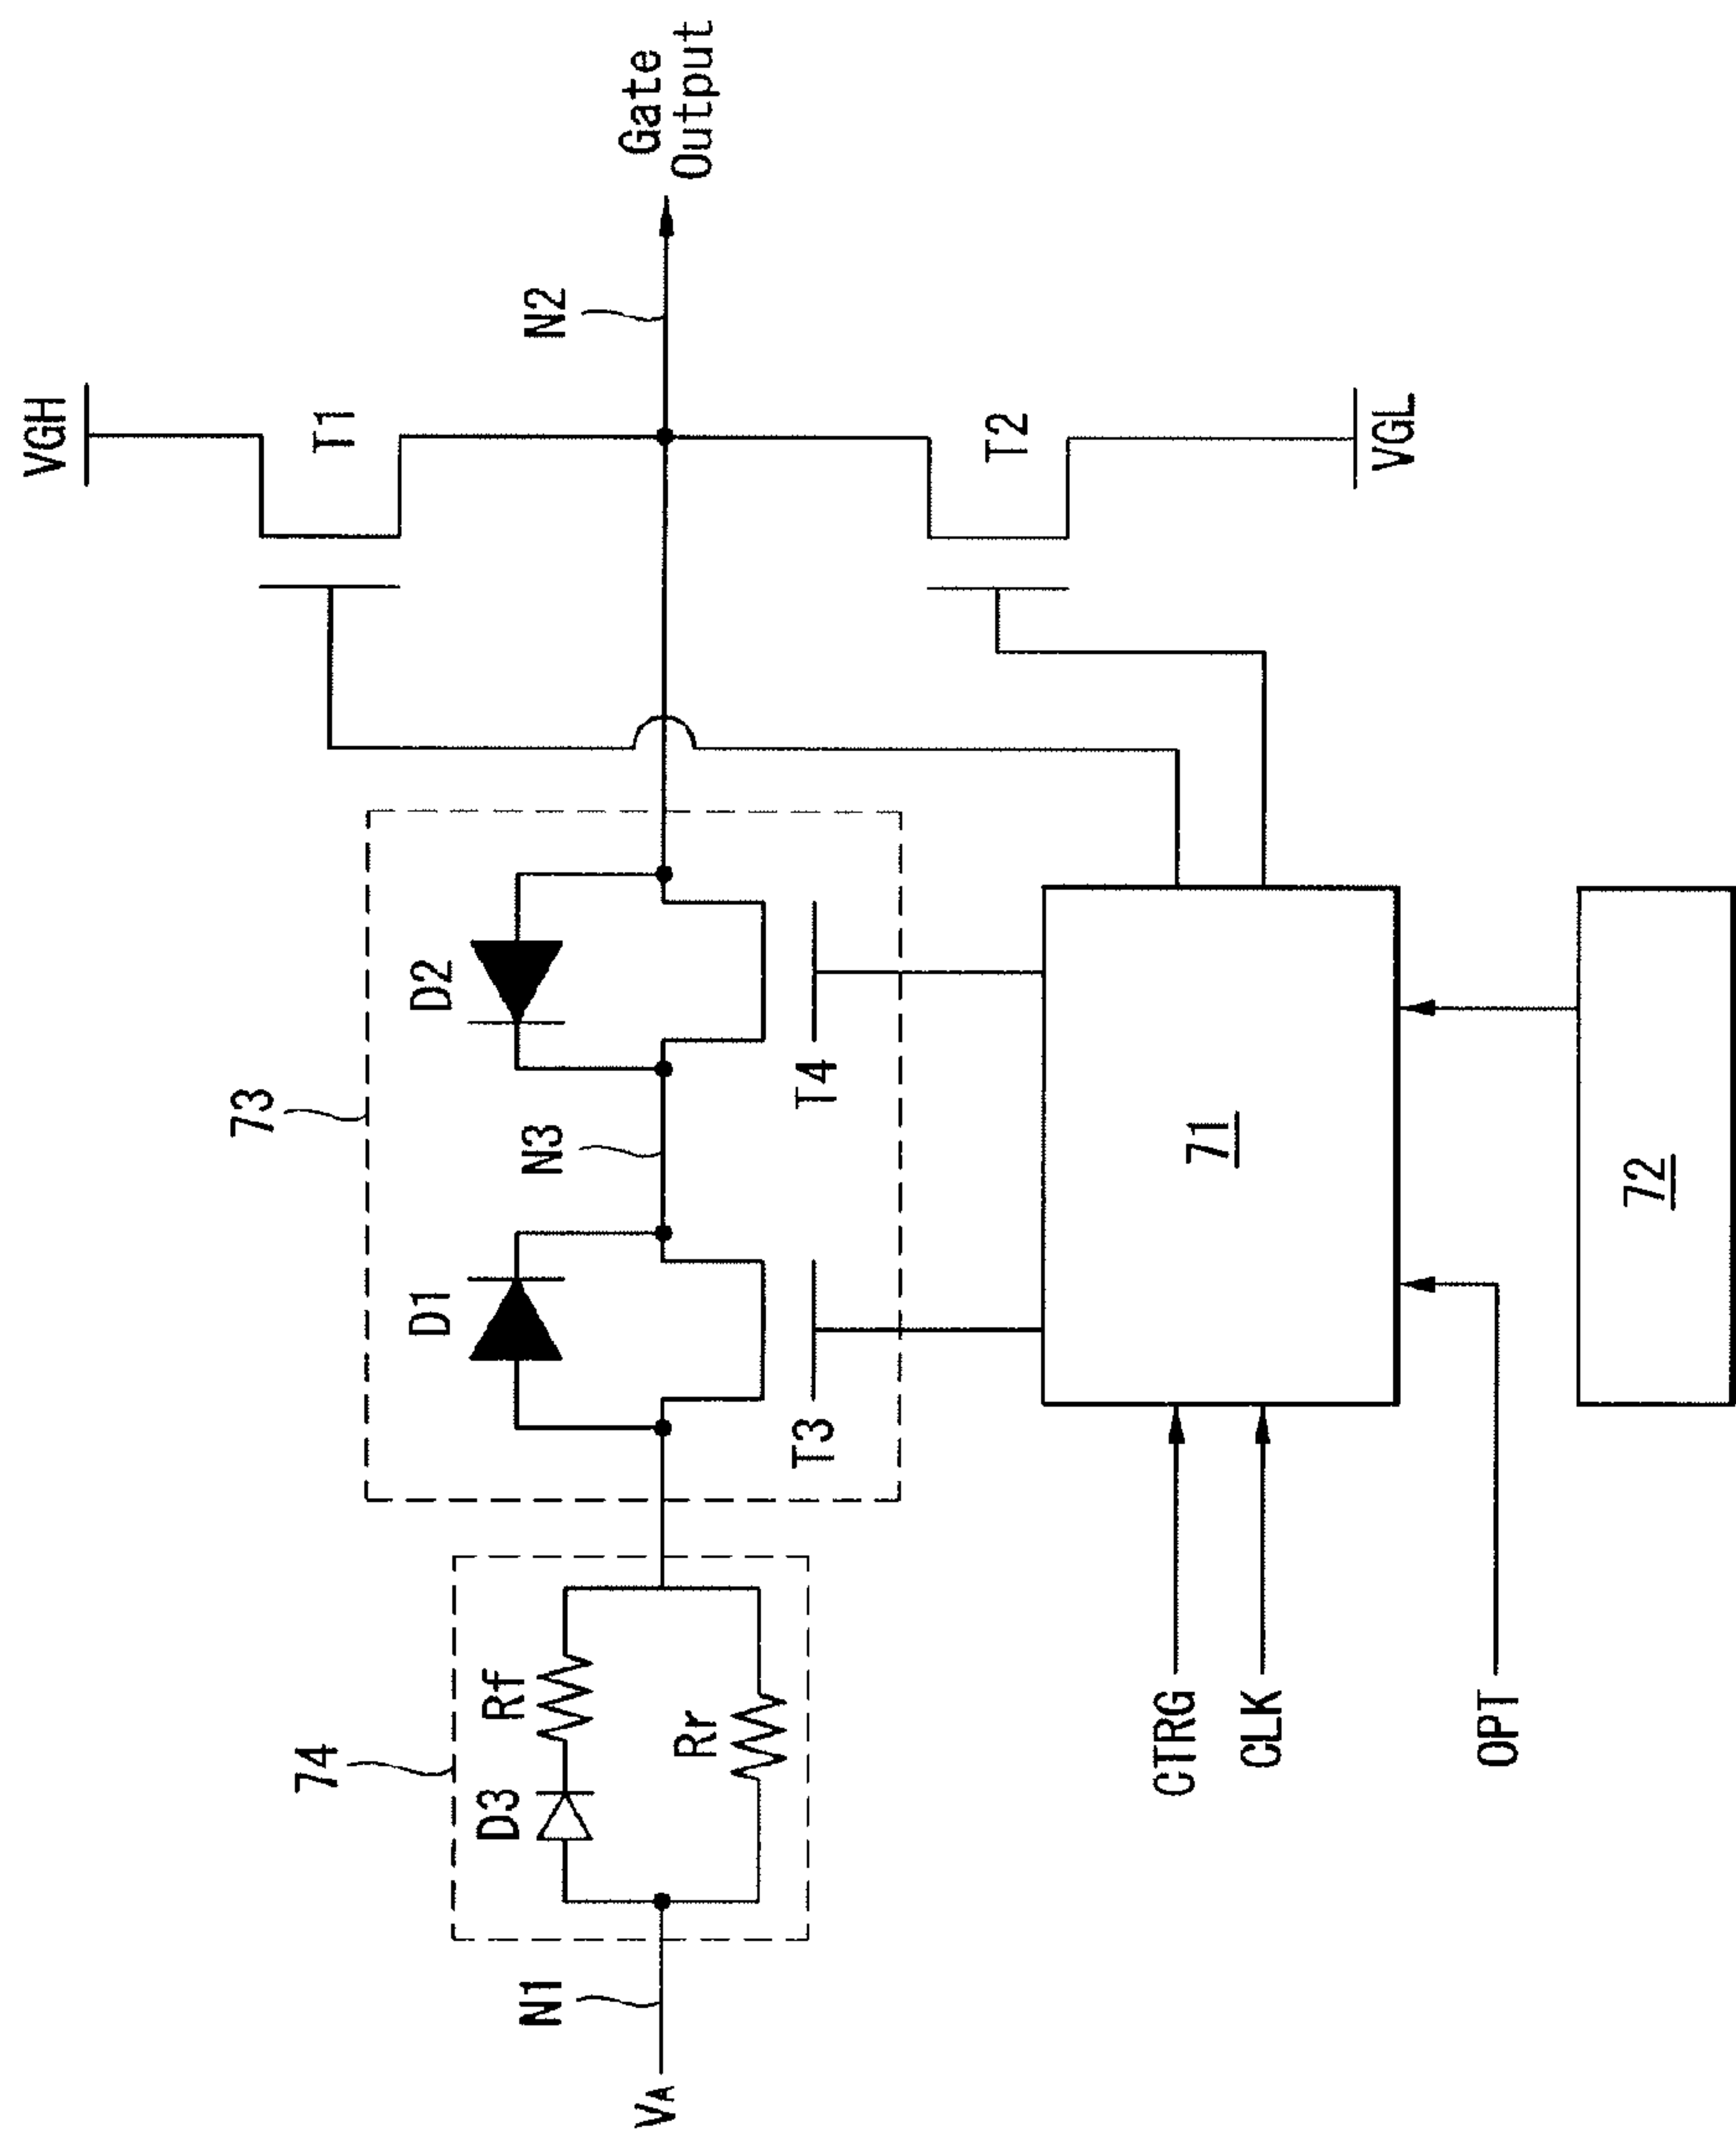 VGH
T1
N2
Gate
Output
73
D1
D2
74
N3
D3
Rf
N1
VA
Rr
T3
T4
T2
VGL
CTRG
CLK
71
OPT
72